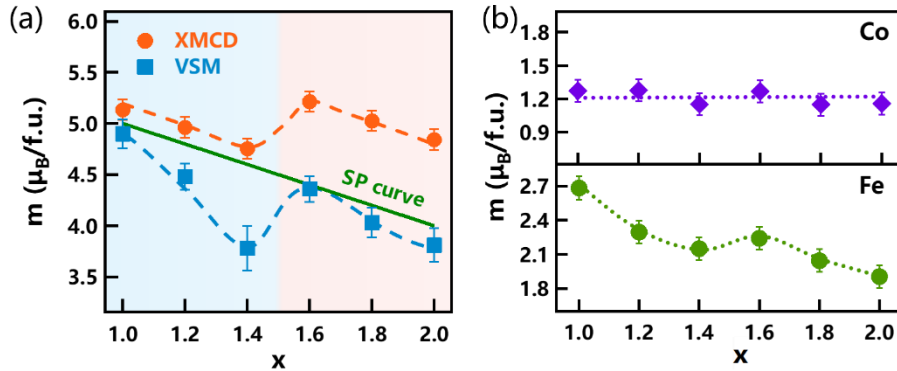 (a)
6.0
5.5
5.0
4.5
4.0
3.5
m (μB/f.u.)
XMCD
VSM
SP curve
1.0 1.2 1.4 1.6 1.8 2.0
x
(b)
Co
1.8
1.5
1.2
0.9
m (μB/f.u.)
Fe
2.7
2.4
2.1
1.8
1.0 1.2 1.4 1.6 1.8 2.0
x